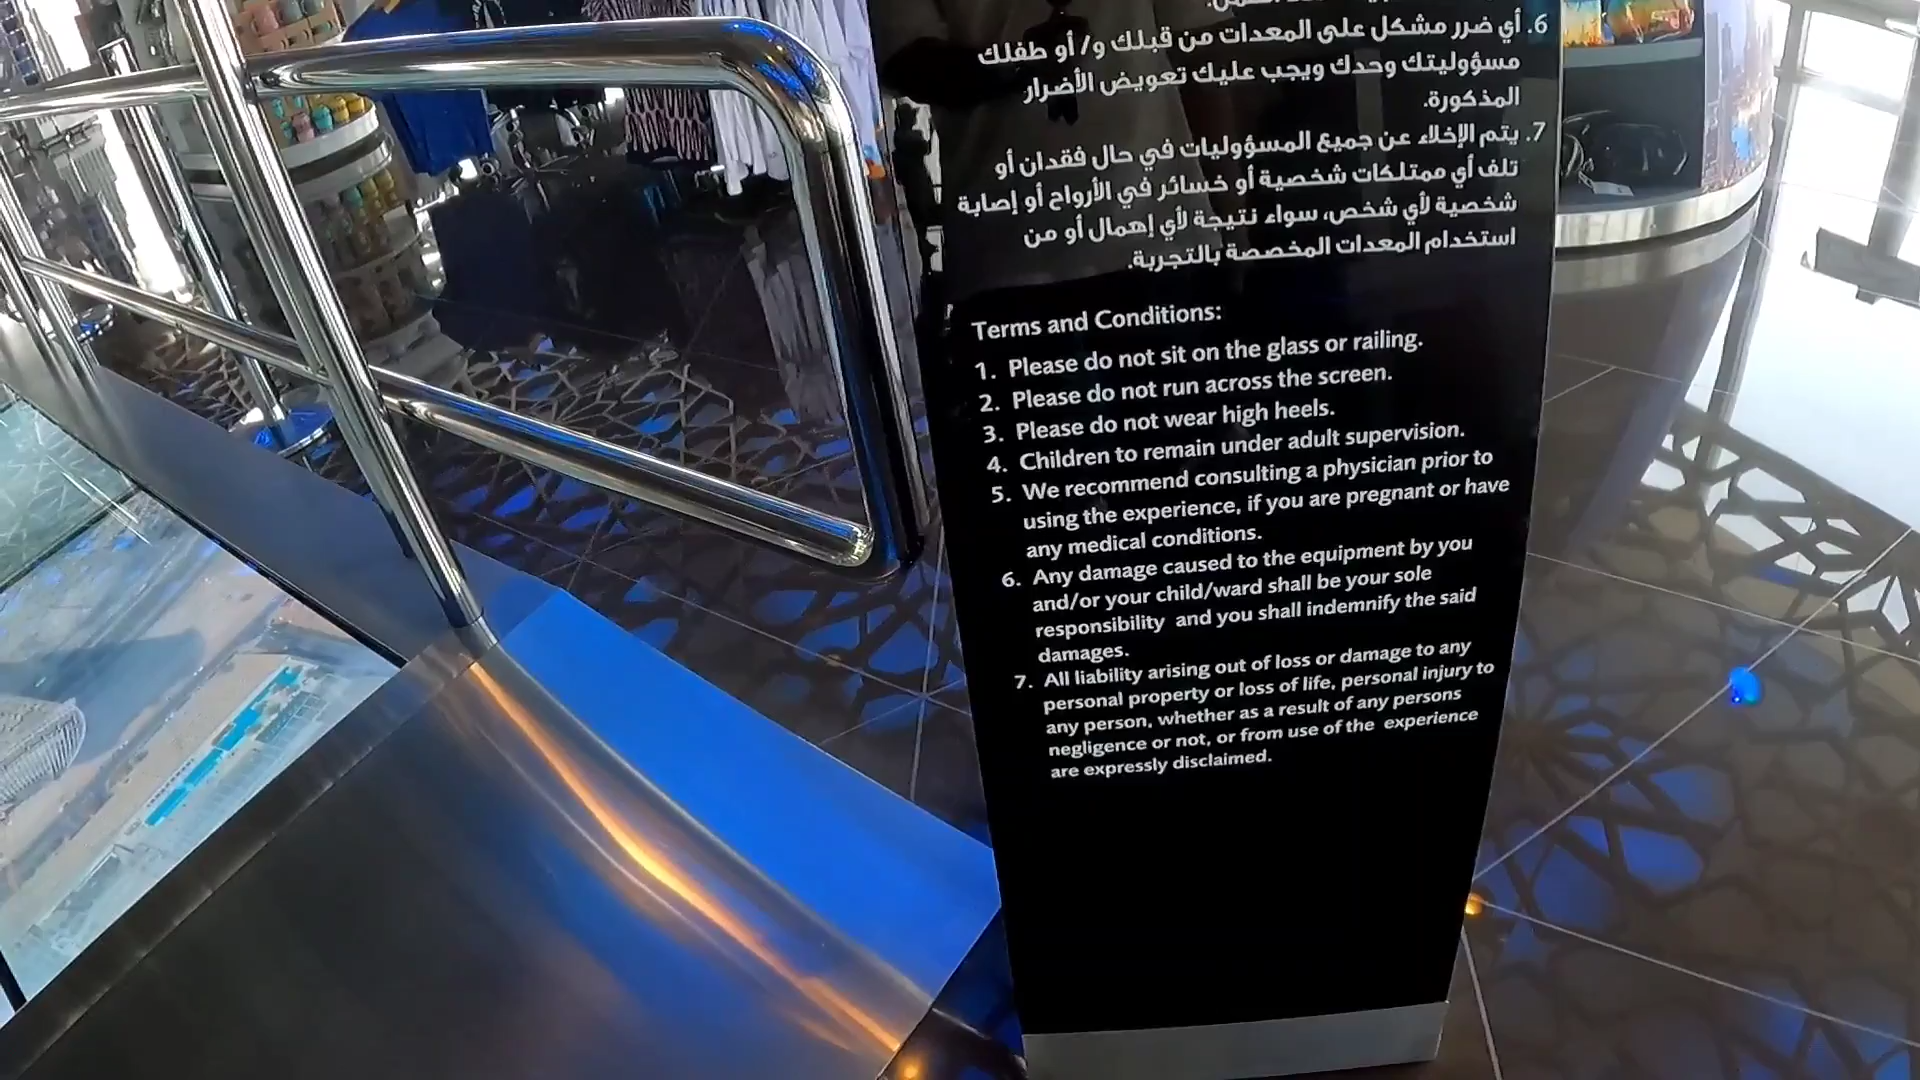 6. أي ضرر مشكل على المعدات من قبلك و/ أو طفلك
مسؤوليتك وحدك ويجب عليك تعويض الأضرار
المذكورة.
7. يتم الإخلاء عن جميع المسؤوليات في حال فقدان أو
تلف أي ممتلكات شخصية أو خسائر في الأرواح أو إصابة
شخصية لأي شخص، سواء نتيجة لأي إهمال أو من
استخدام المعدات المخصصة بالتجربة.
Terms and Conditions:
1. Please do not sit on the glass or railing.
2. Please do not run across the screen.
3. Please do not wear high heels.
4. Children to remain under adult supervision.
5. We recommend consulting a physician prior to
using the experience, if you are pregnant or have
any medical conditions.
6. Any damage caused to the equipment by you
and/or your child/ward shall be your sole
responsibility and you shall indemnify the said
damages.
7. All liability arising out of loss or damage to any
personal property or loss of life, personal injury to
any person, whether as a result of any persons
negligence or not, or from use of the experience
are expressly disclaimed.